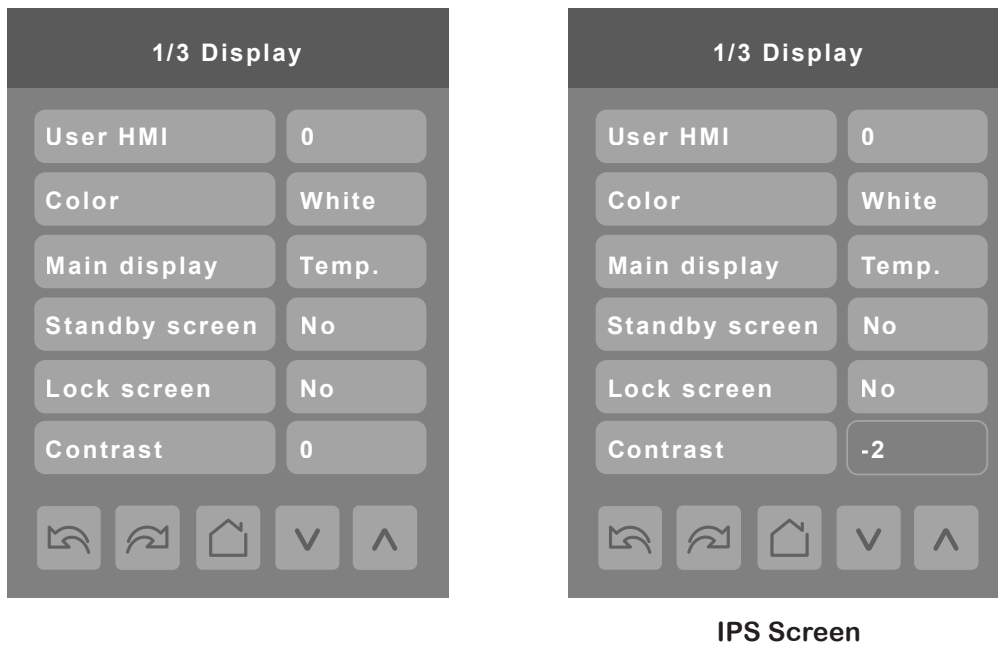 1/3 Display
User HMI 0
Color White
Main display Temp.
Standby screen No
Lock screen No
Contrast 0
1/3 Display
User HMI 0
Color White
Main display Temp.
Standby screen No
Lock screen No
Contrast -2
IPS Screen